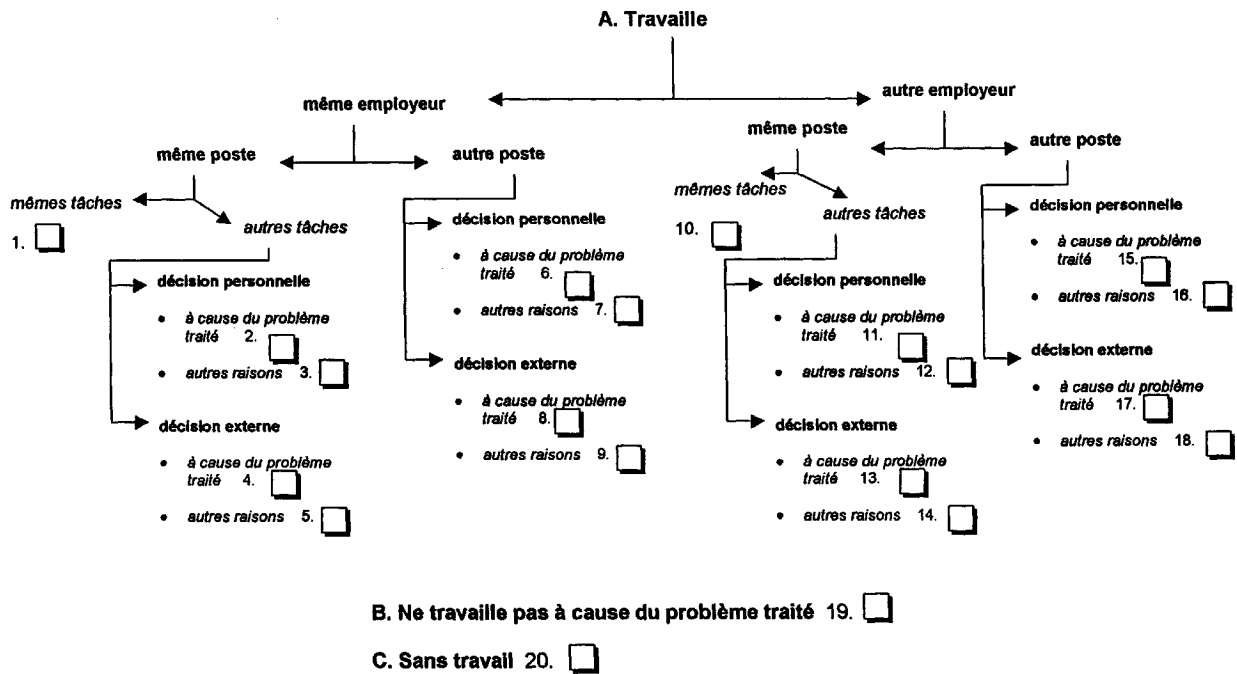 A. Travaille
même employeur
autre employeur
même poste
autre poste
même poste
autre poste
mêmes tâches
1.
autres tâches
décision personnelle
à cause du problème
traité 2.
autres raisons 3.
décision externe
à cause du problème
traité 4.
autres raisons 5.
décision personnelle
à cause du problème
traité 6.
autres raisons 7.
décision externe
à cause du problème
traité 8.
autres raisons 9.
mêmes tâches
10.
autres tâches
décision personnelle
à cause du problème
traité 11.
autres raisons 12.
décision externe
à cause du problème
traité 13.
autres raisons 14.
décision personnelle
à cause du problème
traité 15.
autres raisons 16.
décision externe
à cause du problème
traité 17.
autres raisons 18.
B. Ne travaille pas à cause du problème traité 19.
C. Sans travail 20.